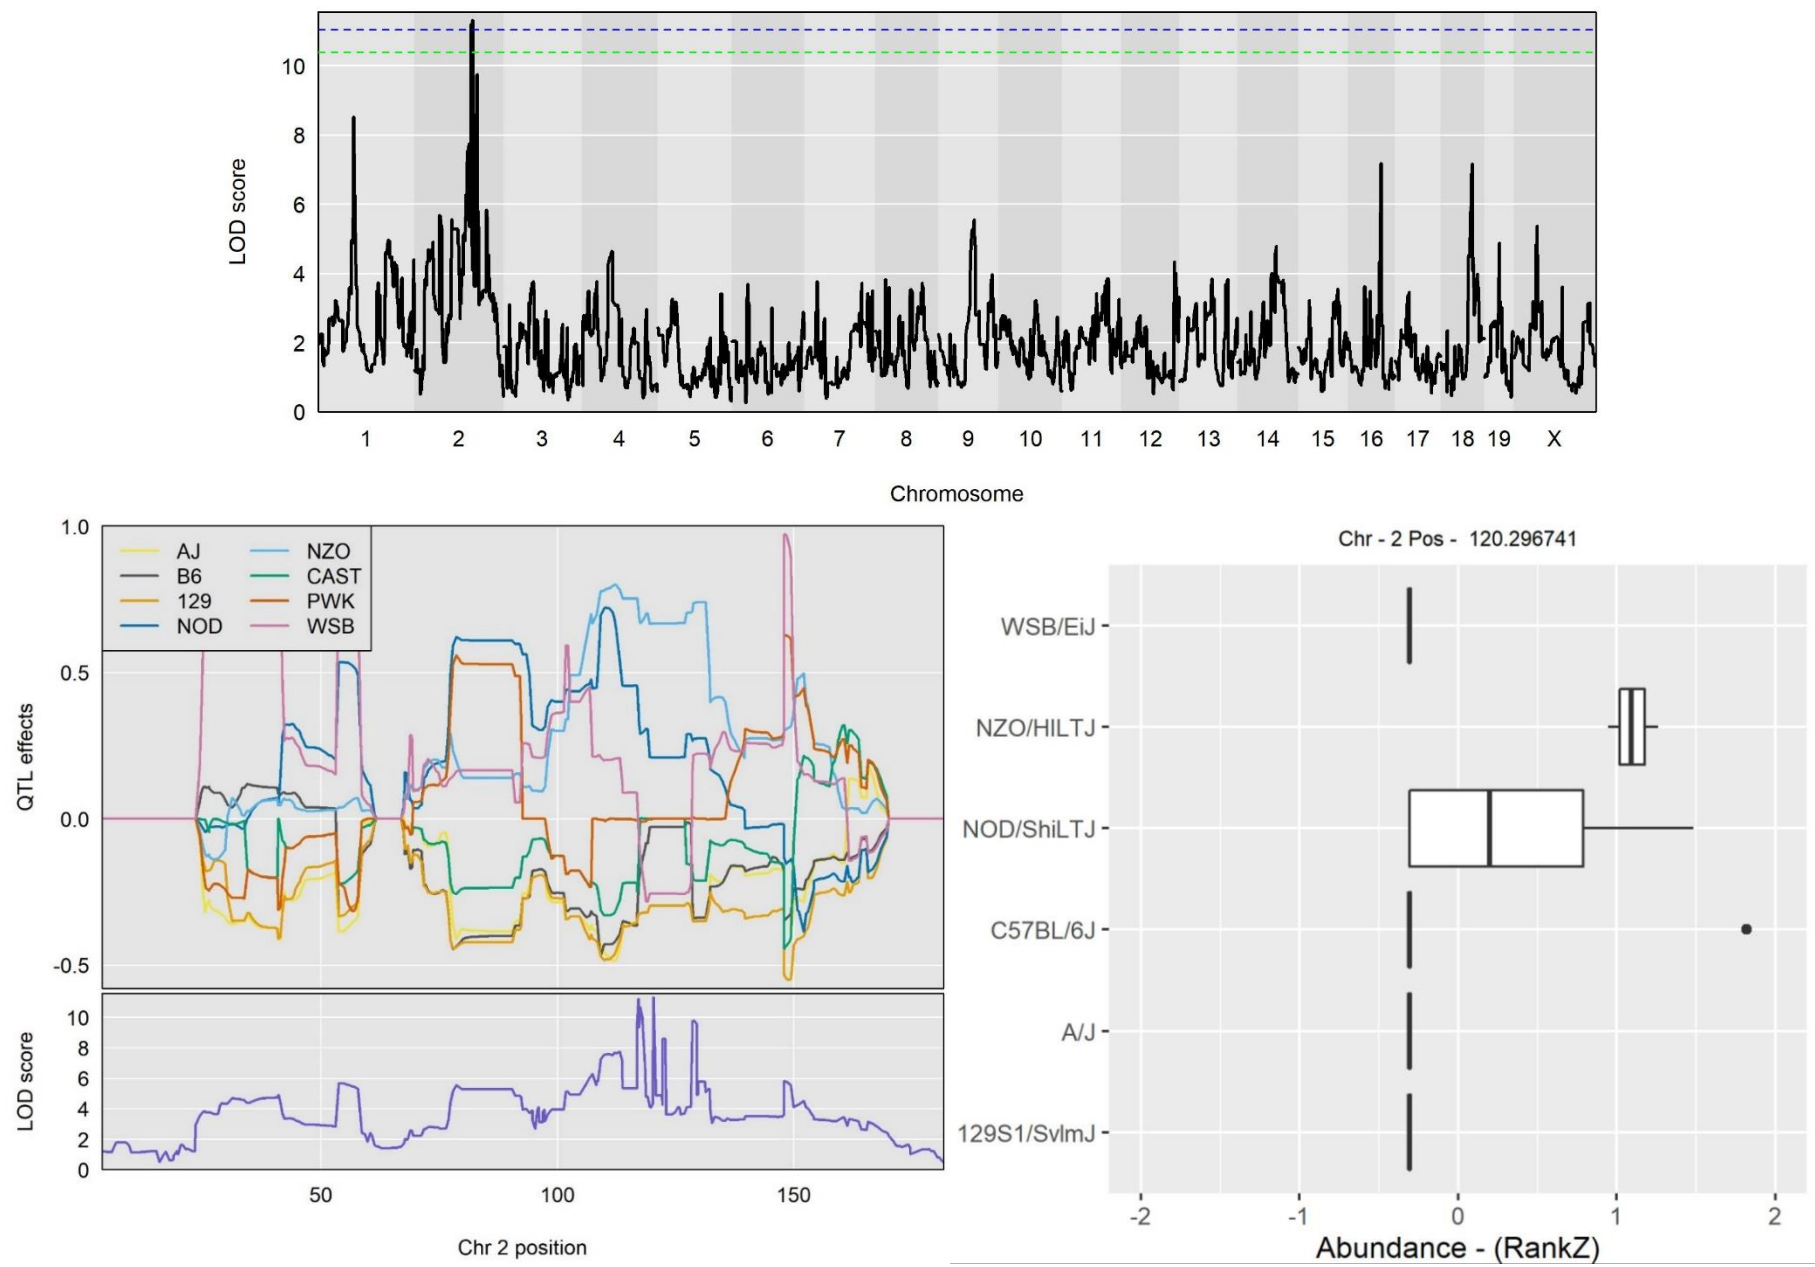 LOD score
10
8
6
4
2
0
1 2 3 4 5 6 7 8 9 10 11 12 13 14 15 16 17 18 19 X
Chromosome
QTL effects
1.0
0.5
0.0
-0.5
AJ NZO
B6 CAST
129 PWK
NOD WSB
LOD score
10
8
6
4
2
0
50 100 150
Chr 2 position
Chr - 2 Pos - 120.296741
WSB/EiJ
NZO/HILTJ
NOD/ShiLTJ
C57BL/6J
A/J
129S1/SvImJ
-2 -1 0 1 2
Abundance - (RankZ)